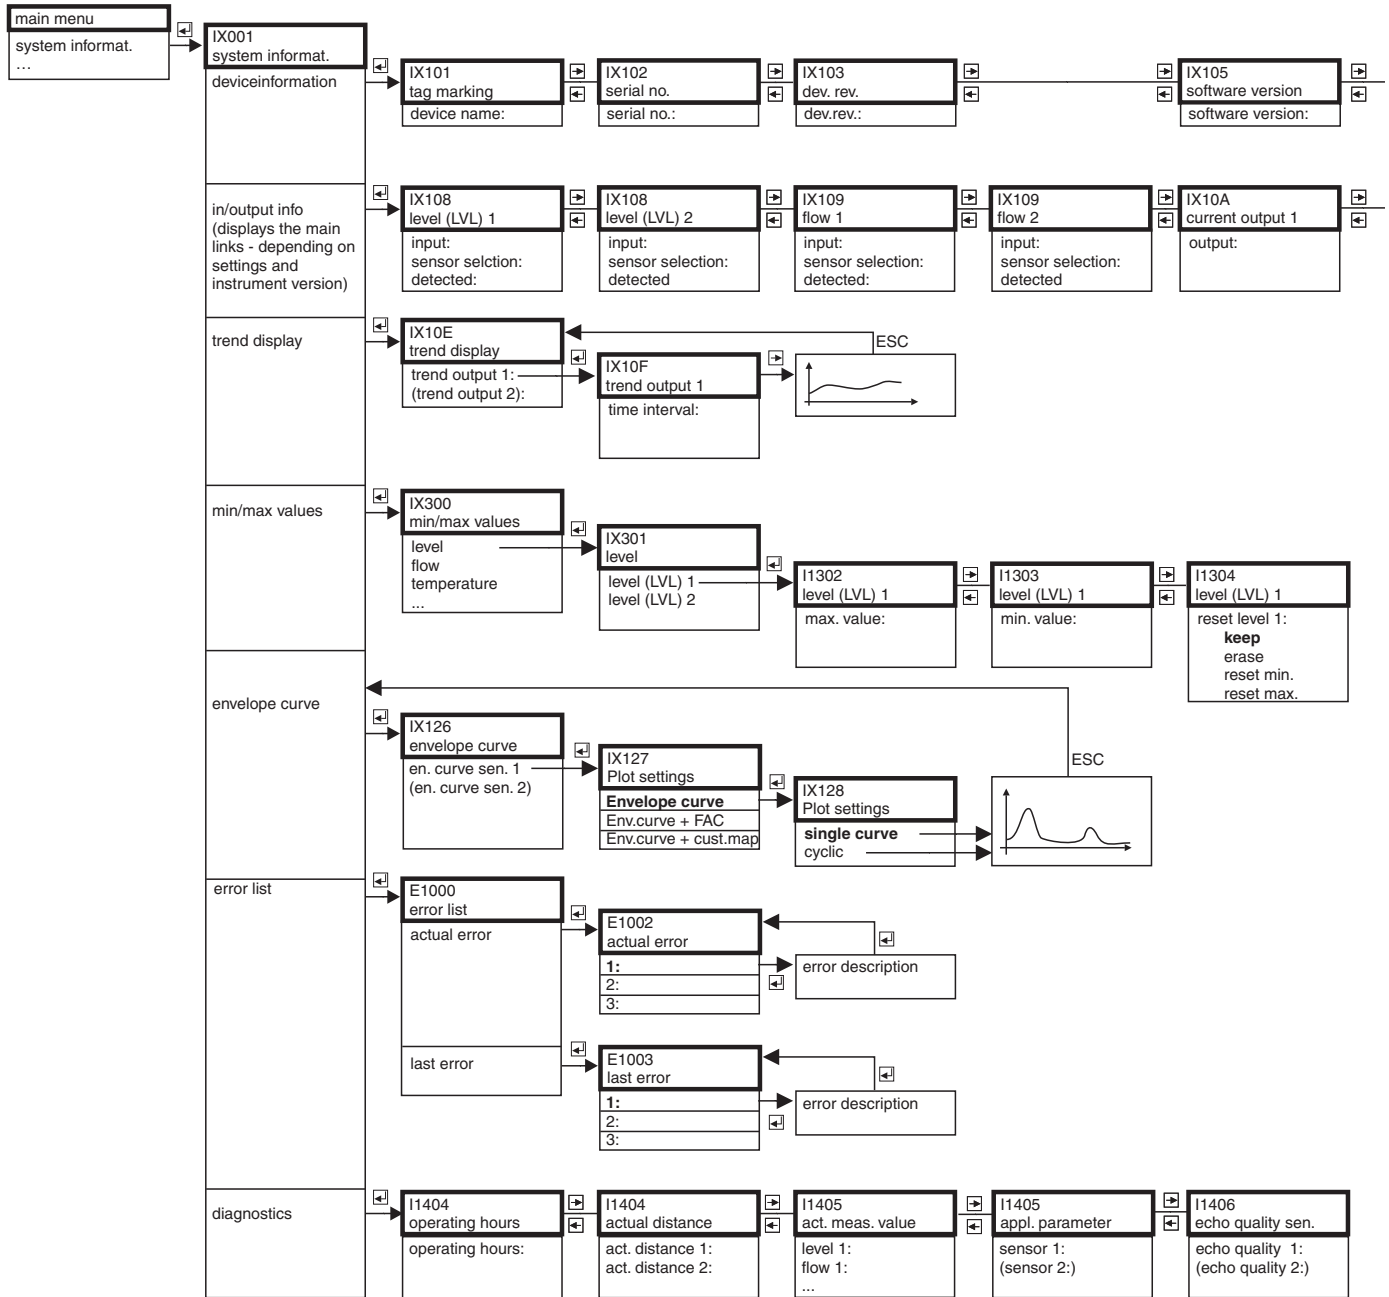 main menu
system informat.
...
IX001
system informat.
deviceinformation
IX101
tag marking
device name:
IX102
serial no.
serial no.:
IX103
dev. rev.
dev.rev.:
IX105
software version
software version:
in/output info
(displays the main
links - depending on
settings and
instrument version)
IX108
level (LVL) 1
input:
sensor selction:
detected:
IX108
level (LVL) 2
input:
sensor selection:
detected
IX109
flow 1
input:
sensor selection:
detected:
IX109
flow 2
input:
sensor selection:
detected
IX10A
current output 1
output:
trend display
IX10E
trend display
trend output 1:
(trend output 2):
IX10F
trend output 1
time interval:
ESC
min/max values
IX300
min/max values
level
flow
temperature
...
IX301
level
level (LVL) 1
level (LVL) 2
I1302
level (LVL) 1
max. value:
I1303
level (LVL) 1
min. value:
I1304
level (LVL) 1
reset level 1:
keep
erase
reset min.
reset max.
envelope curve
IX126
envelope curve
en. curve sen. 1
(en. curve sen. 2)
IX127
Plot settings
Envelope curve
Env.curve + FAC
Env.curve + cust.map
IX128
Plot settings
single curve
cyclic
ESC
error list
E1000
error list
actual error
E1002
actual error
1:
2:
3:
error description
last error
E1003
last error
1:
2:
3:
error description
diagnostics
I1404
operating hours
operating hours:
I1404
actual distance
act. distance 1:
act. distance 2:
I1405
act. meas. value
level 1:
flow 1:
...
I1405
appl. parameter
sensor 1:
(sensor 2:)
I1406
echo quality sen.
echo quality 1:
(echo quality 2:)